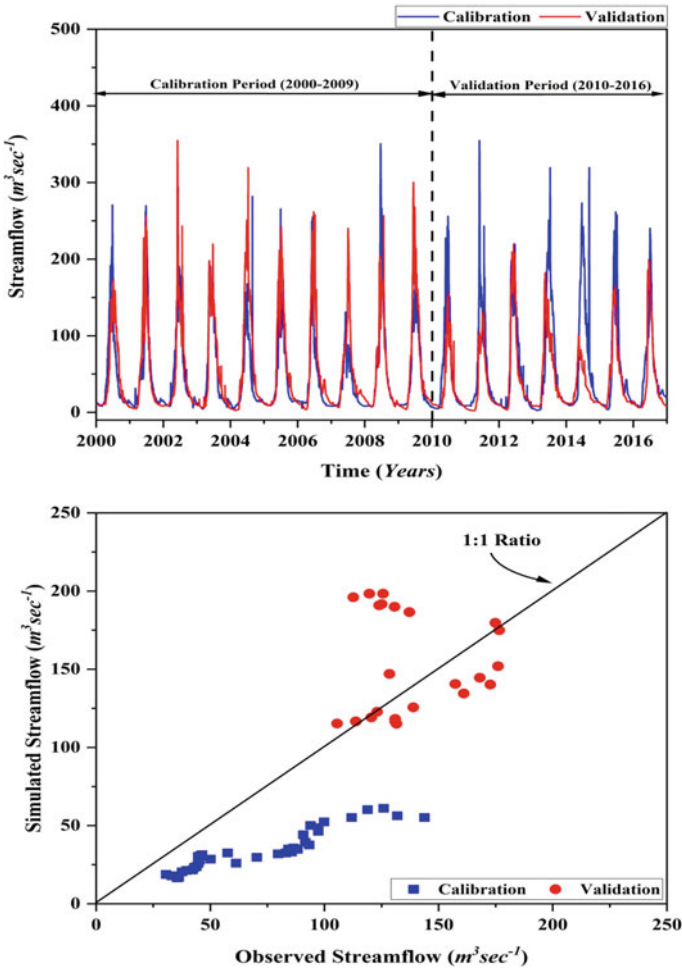 Calibration Validation
500
Calibration Period (2000-2009) Validation Period (2010-2016)
400
300
200
100
0
Streamflow (m³sec⁻¹)
2000 2002 2004 2006 2008 2010 2012 2014 2016
Time (Years)
250
1:1 Ratio
200
150
100
50
0
Simulated Streamflow (m³sec⁻¹)
Calibration Validation
0 50 100 150 200 250
Observed Streamflow (m³sec⁻¹)